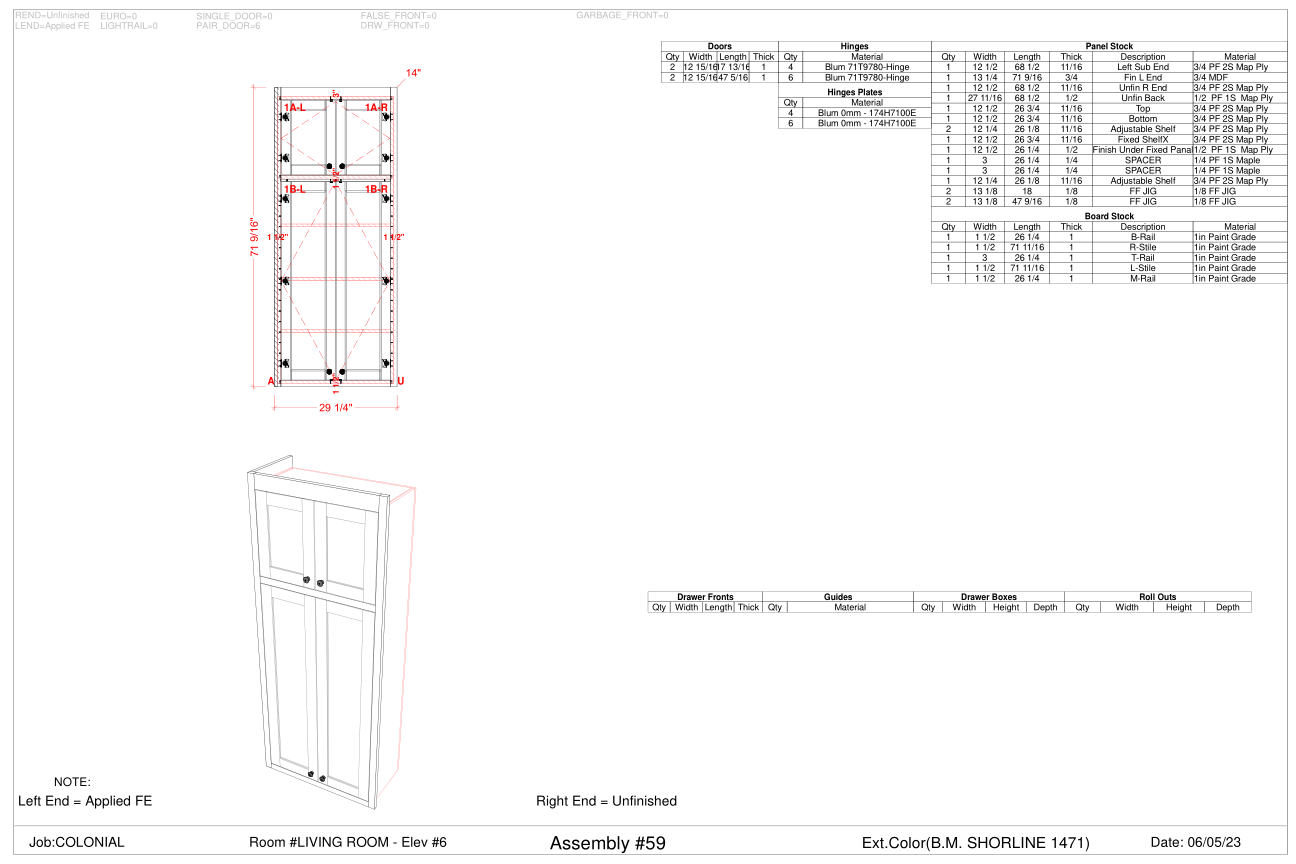 REND=Unfinished EURO=0 SINGLE_DOOR=0 FALSE_FRONT=0 GARBAGE_FRONT=0
LEND=Applied FE LIGHTRAIL=0 PAIR_DOOR=6 DRW_FRONT=0
Doors
Qty Width Length Thick
2 12 15/16 17 13/16 1
2 12 15/16 47 5/16 1
Hinges
Qty Material
4 Blum 71T9780-Hinge
6 Blum 71T9780-Hinge
Hinges Plates
Qty Material
4 Blum 0mm - 174H7100E
6 Blum 0mm - 174H7100E
Panel Stock
Qty Width Length Thick Description Material
1 12 1/2 68 1/2 11/16 Left Sub End 3/4 PF 2S Map Ply
1 13 1/4 71 9/16 3/4 Fin L End 3/4 MDF
1 12 1/2 68 1/2 11/16 Unfin R End 3/4 PF 2S Map Ply
1 27 11/16 68 1/2 1/2 Unfin Back 1/2 PF 1S Map Ply
1 12 1/2 26 3/4 11/16 Top 3/4 PF 2S Map Ply
1 12 1/2 26 3/4 11/16 Bottom 3/4 PF 2S Map Ply
2 12 1/4 26 1/8 11/16 Adjustable Shelf 3/4 PF 2S Map Ply
1 12 1/2 26 3/4 11/16 Fixed ShelfX 3/4 PF 2S Map Ply
1 12 1/2 26 1/4 1/2 Finish Under Fixed Panal 1/2 PF 1S Map Ply
1 3 26 1/4 1/4 SPACER 1/4 PF 1S Maple
1 3 26 1/4 1/4 SPACER 1/4 PF 1S Maple
1 12 1/4 26 1/8 11/16 Adjustable Shelf 3/4 PF 2S Map Ply
2 13 1/8 18 1/8 FF JIG 1/8 FF JIG
2 13 1/8 47 9/16 1/8 FF JIG 1/8 FF JIG
Board Stock
Qty Width Length Thick Description Material
1 1 1/2 26 1/4 1 B-Rail 1in Paint Grade
1 1 1/2 71 11/16 1 R-Stile 1in Paint Grade
1 3 26 1/4 1 T-Rail 1in Paint Grade
1 1 1/2 71 11/16 1 L-Stile 1in Paint Grade
1 1 1/2 26 1/4 1 M-Rail 1in Paint Grade
14"
3"
1A-L 1A-R
1 1/2"
1B-L 1B-R
71 9/16"
1 1/2" 1 1/2"
A U
1 1/2"
29 1/4"
Drawer Fronts Guides Drawer Boxes Roll Outs
Qty Width Length Thick Qty Material Qty Width Height Depth Qty Width Height Depth
NOTE:
Left End = Applied FE Right End = Unfinished
Job:COLONIAL Room #LIVING ROOM - Elev #6 Assembly #59 Ext.Color(B.M. SHORLINE 1471) Date: 06/05/23